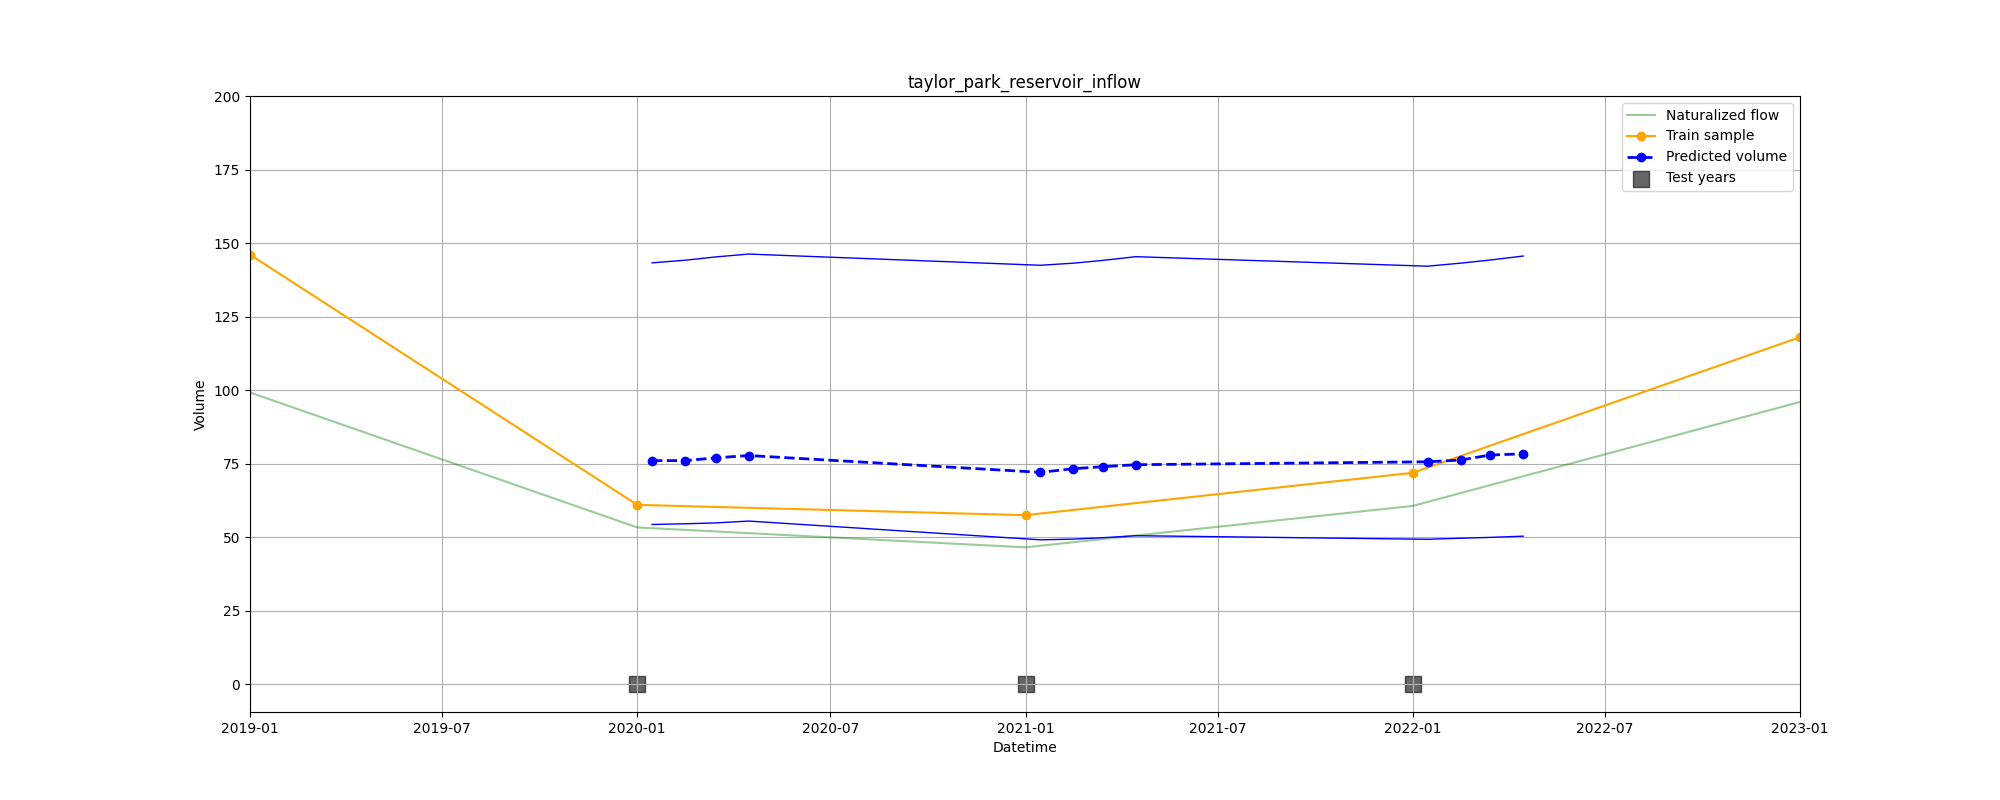 taylor_park_reservoir_inflow
200
175
150
125
100
75
50
25
0
Volume
Naturalized flow
Train sample
Predicted volume
Test years
2019-01 2019-07 2020-01 2020-07 2021-01 2021-07 2022-01 2022-07 2023-01
Datetime